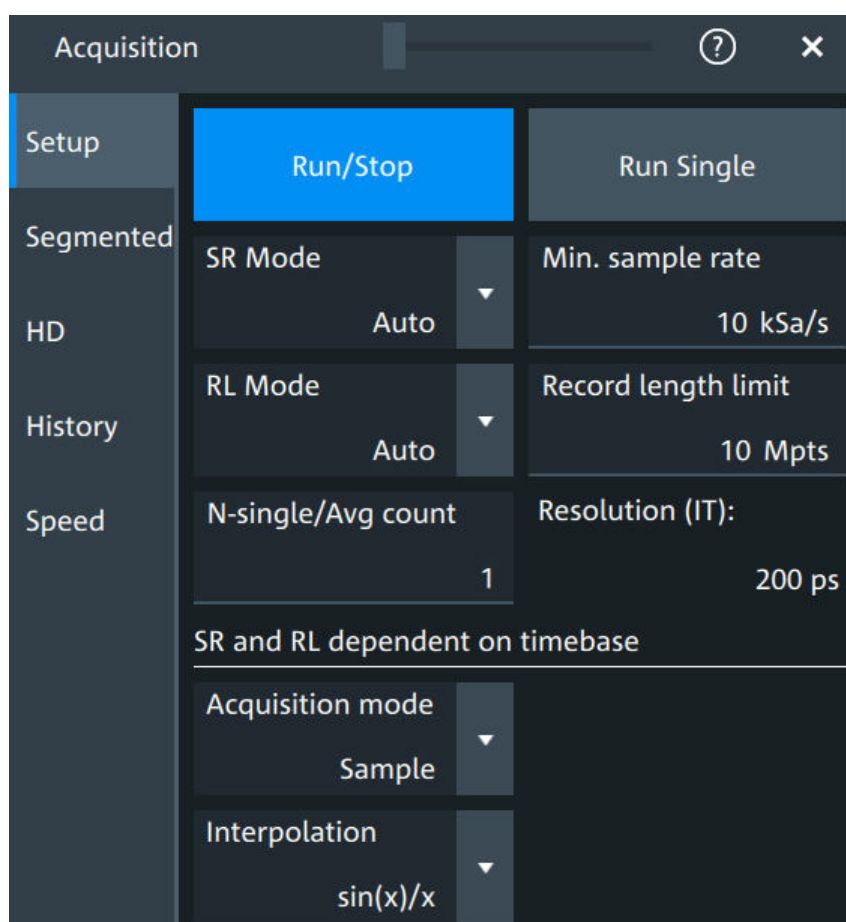 Acquisition
?
Setup
Segmented
HD
History
Speed
Run/Stop
Run Single
SR Mode
Auto
Min. sample rate
10 kSa/s
RL Mode
Auto
Record length limit
10 Mpts
N-single/Avg count
1
Resolution (IT):
200 ps
SR and RL dependent on timebase
Acquisition mode
Sample
Interpolation
sin(x)/x